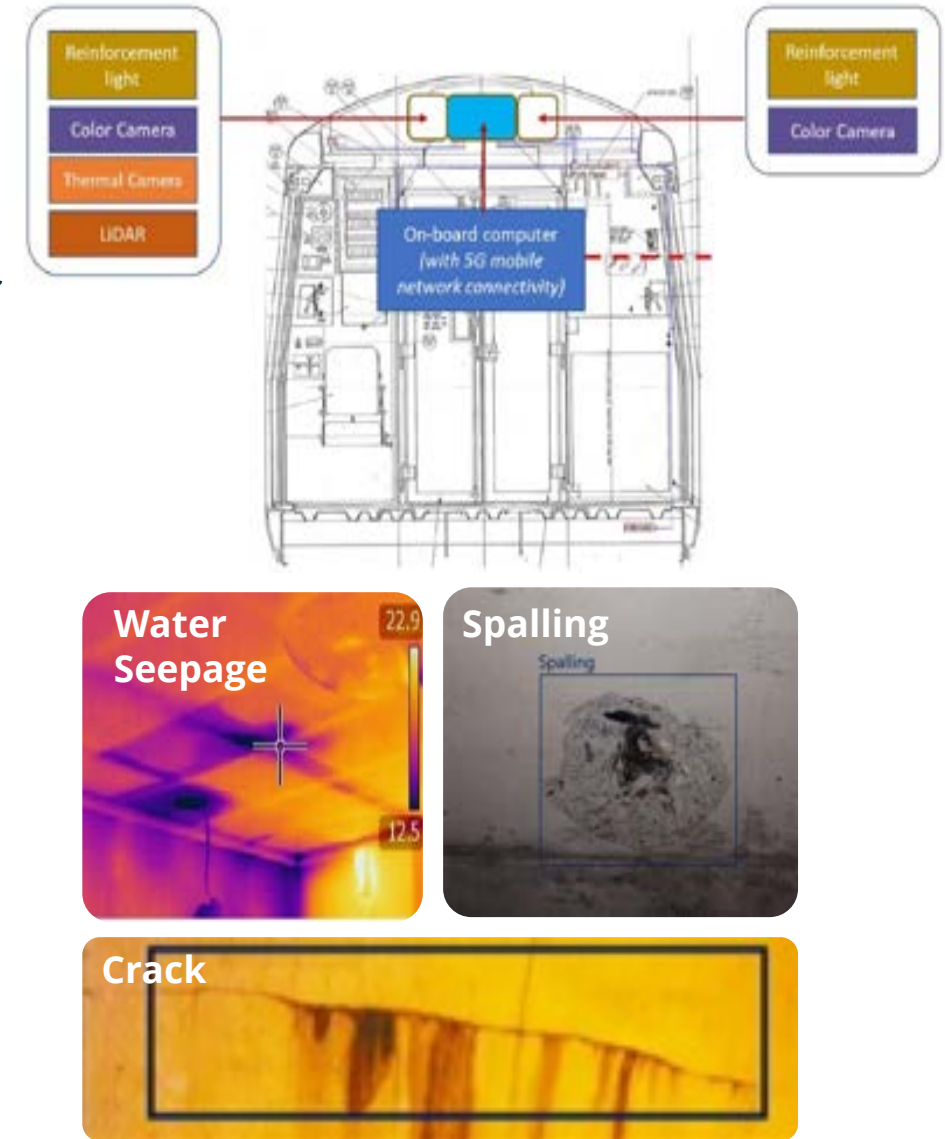 Reinforcement
light
Color Camera
Thermal Camera
LiDAR
Reinforcement
light
Color Camera
On-board computer
(with 5G mobile
network connectivity)
Water
Seepage
22.9
12.5
Spalling
Spalling
Crack